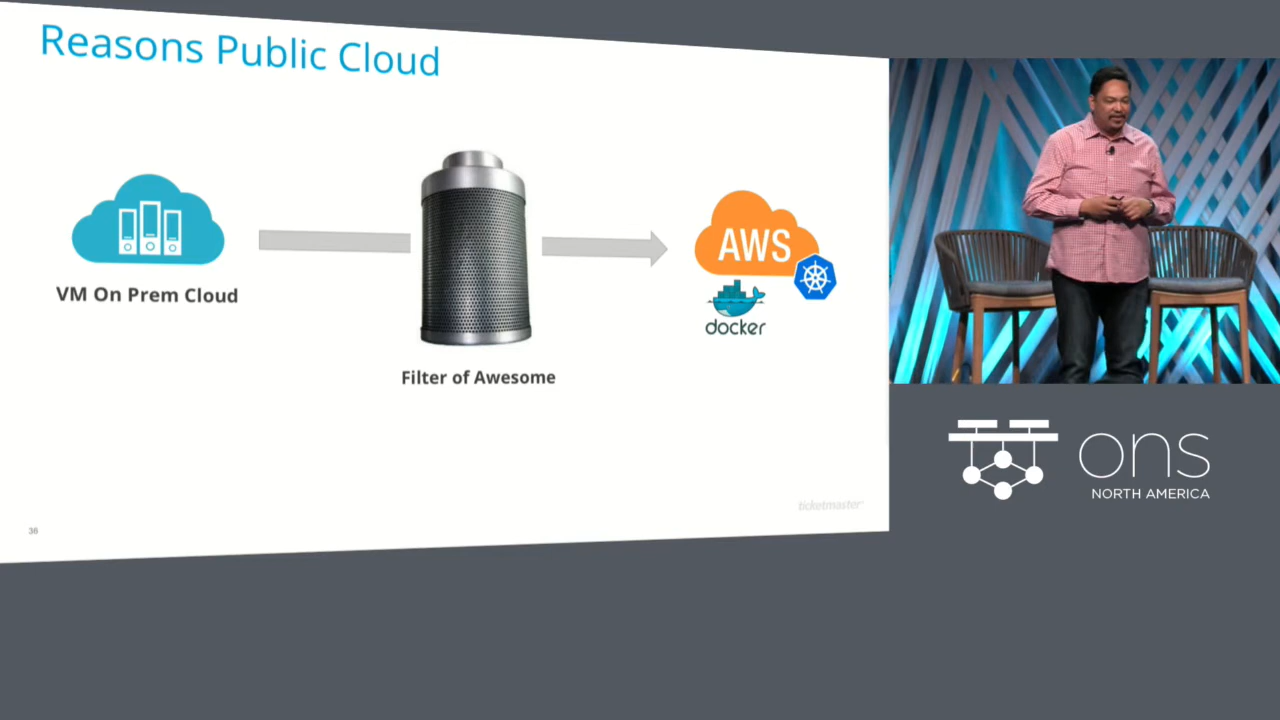 Reasons Public Cloud
VM On Prem Cloud
Filter of Awesome
AWS
docker
ticketmaster
36
ons
NORTH AMERICA